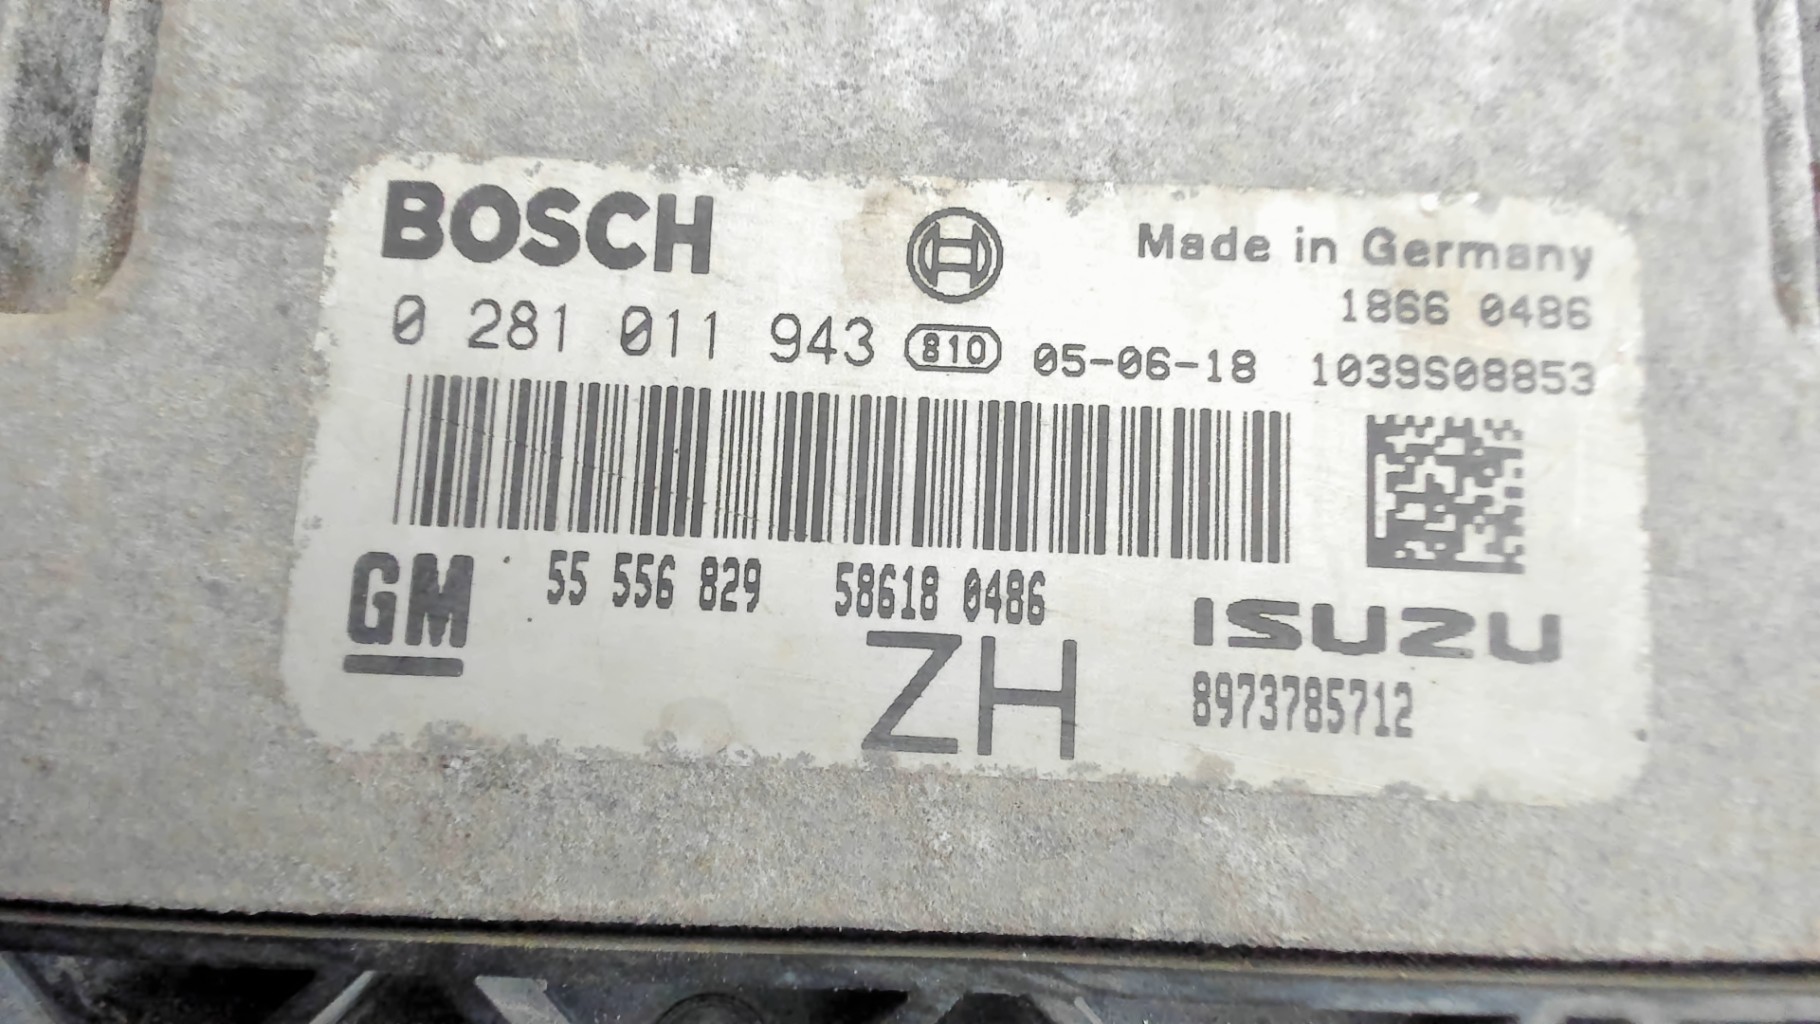 BOSCH
Made in Germany
1866 0486
0 281 011 943 810 05-06-18 1039S08853
GM 55 556 829 58618 0486
ISUZU
ZH
8973785712